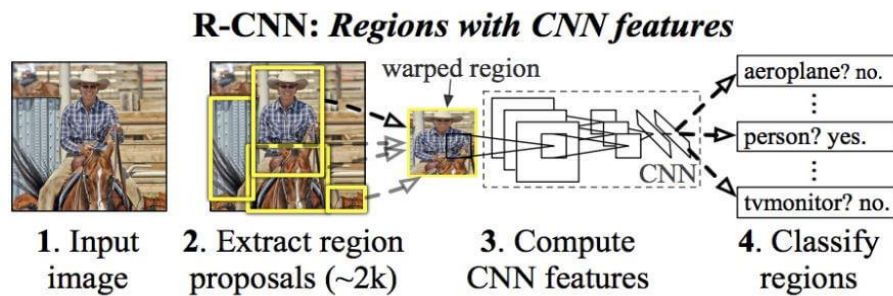 R-CNN: Regions with CNN features
warped region
aeroplane? no.
⋮
person? yes.
⋮
tvmonitor? no.
CNN
1. Input
image
2. Extract region
proposals (~2k)
3. Compute
CNN features
4. Classify
regions